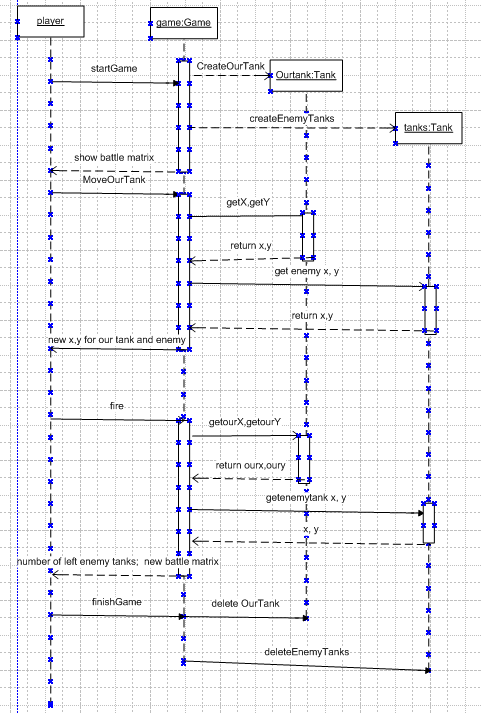 player
game:Game
startGame
CreateOurTank
Ourtank:Tank
createEnemyTanks
tanks:Tank
show battle matrix
MoveOurTank
getX,getY
return x,y
get enemy x, y
return x,y
new x,y for our tank and enemy
fire
getourX,getourY
return ourx,oury
getenemytank x, y
x, y
number of left enemy tanks;  new battle matrix
finishGame
delete OurTank
deleteEnemyTanks